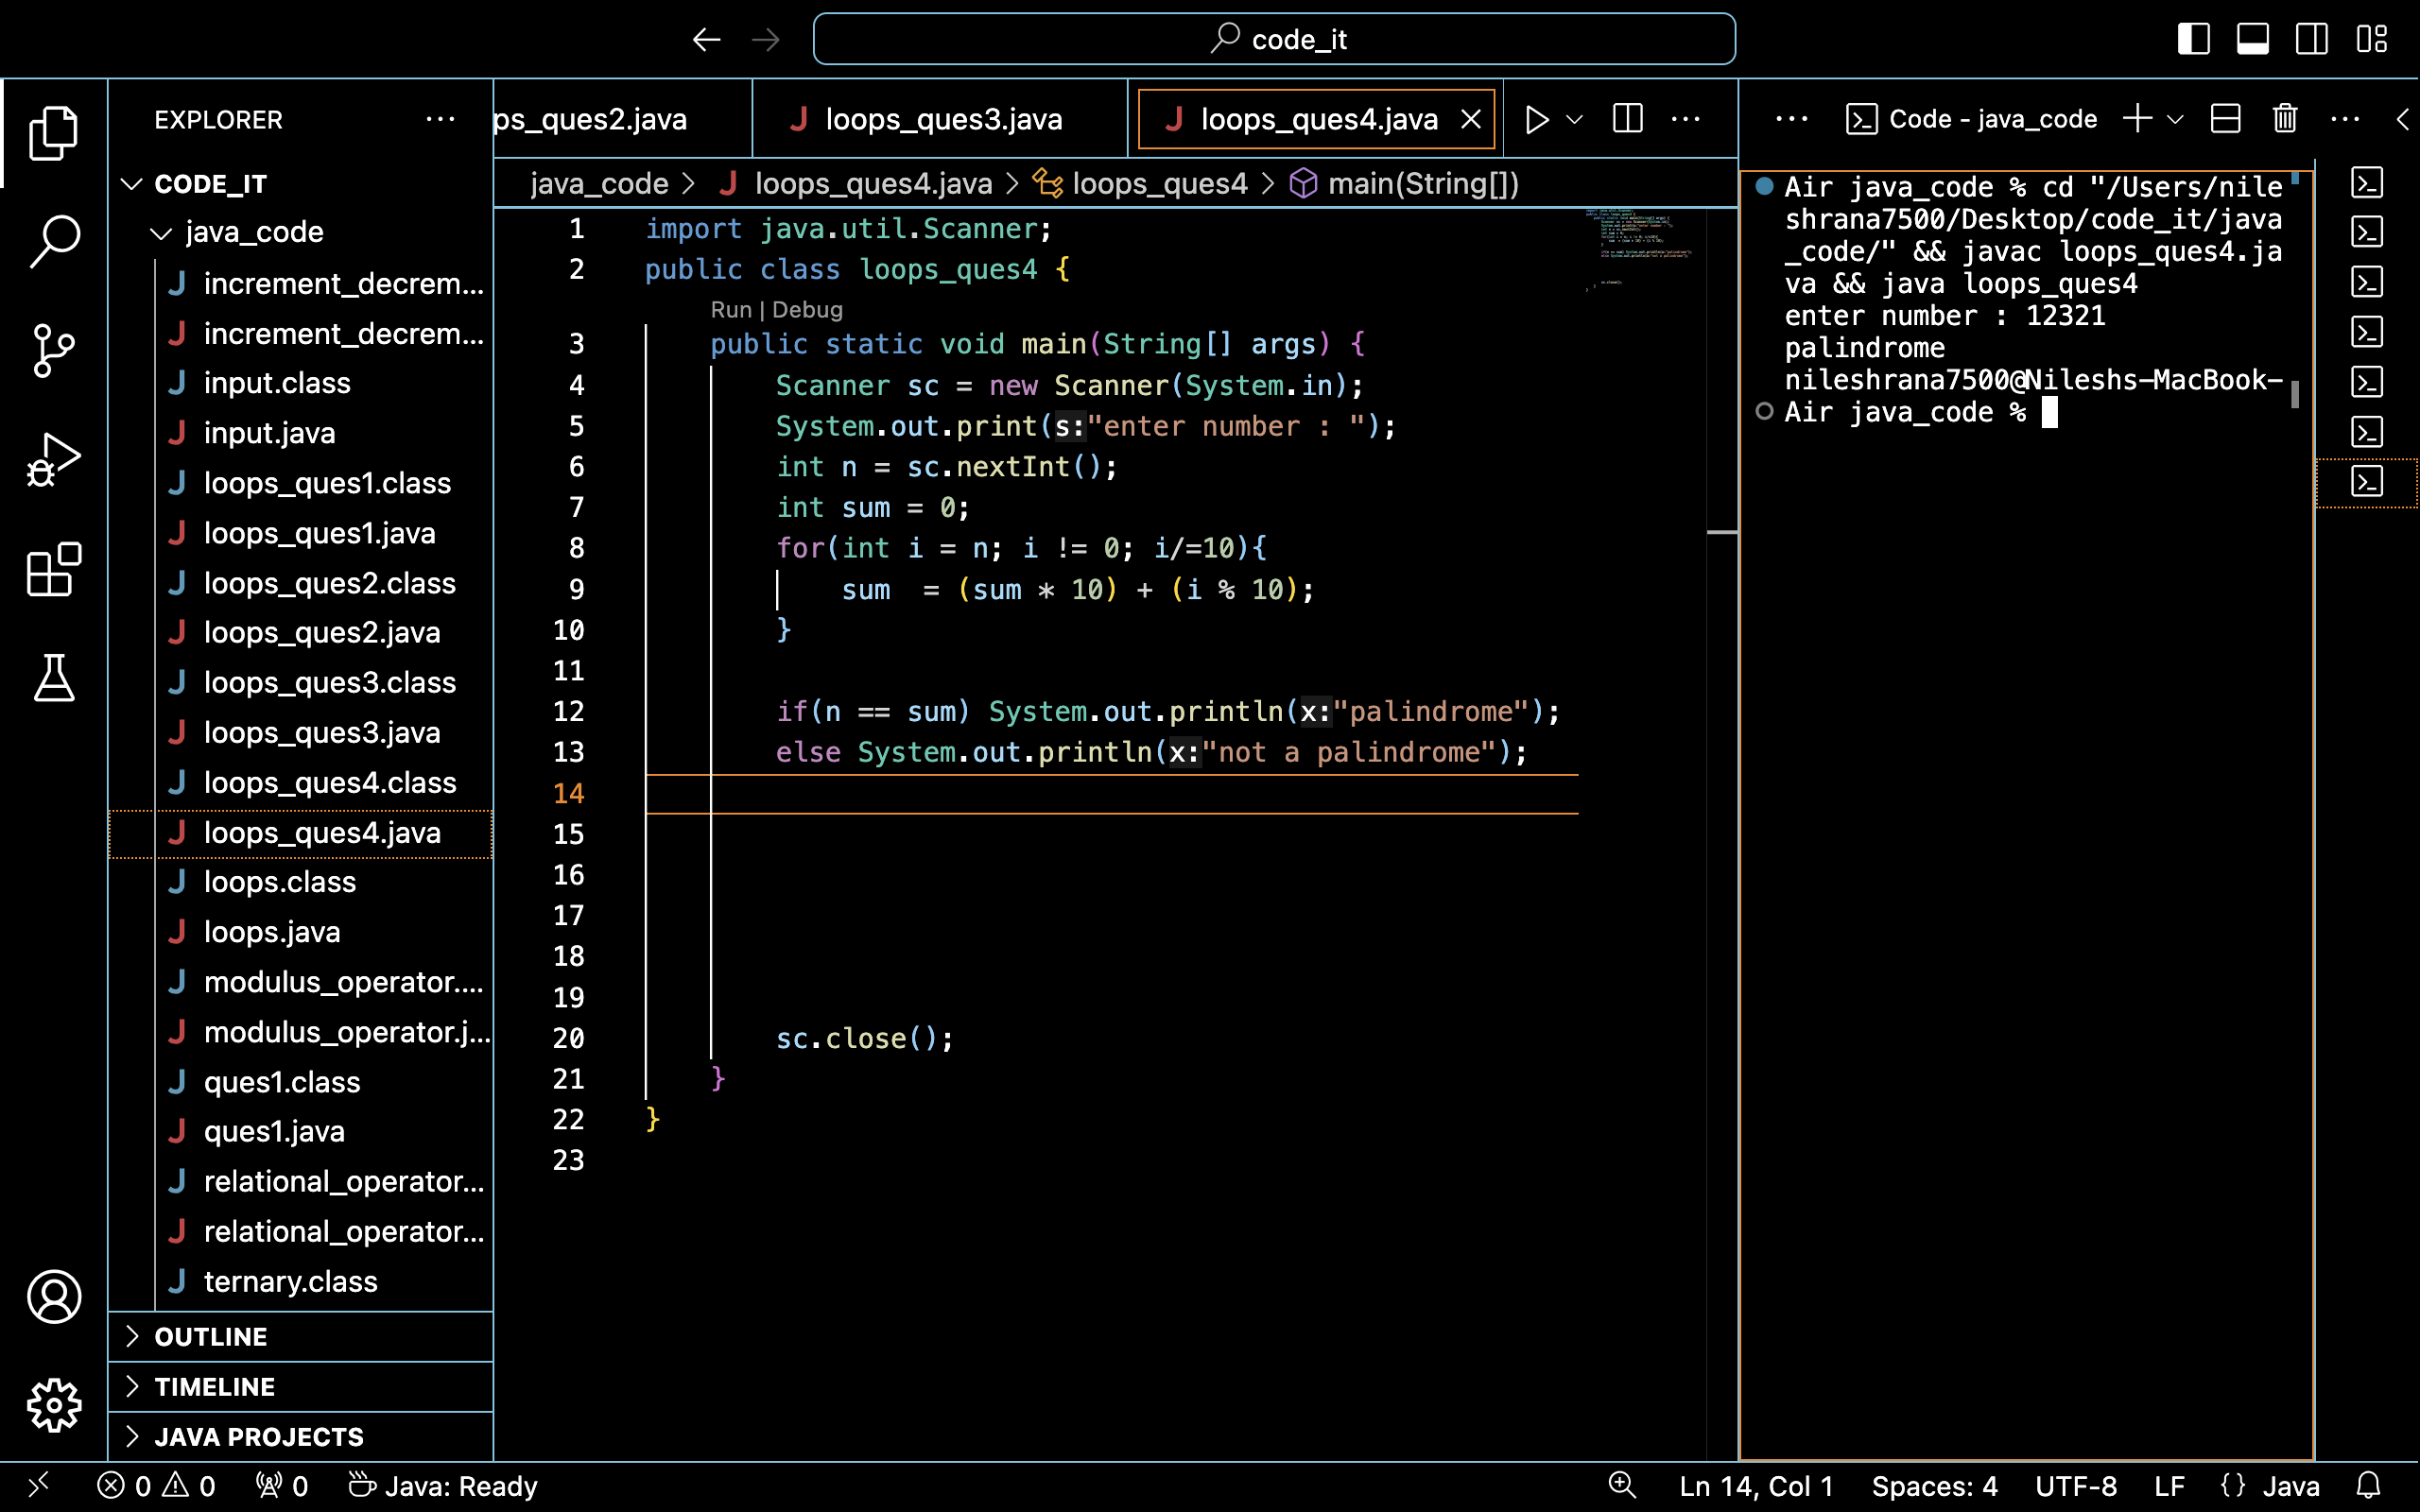 code_it
EXPLORER
CODE_IT
java_code
increment_decrem...
increment_decrem...
input.class
input.java
loops_ques1.class
loops_ques1.java
loops_ques2.class
loops_ques2.java
loops_ques3.class
loops_ques3.java
loops_ques4.class
loops_ques4.java
loops.class
loops.java
modulus_operator....
modulus_operator.j...
ques1.class
ques1.java
relational_operator...
relational_operator...
ternary.class
OUTLINE
TIMELINE
JAVA PROJECTS
ps_ques2.java
loops_ques3.java
loops_ques4.java
java_code > loops_ques4.java > loops_ques4 > main(String[])
1 import java.util.Scanner;
2 public class loops_ques4 {
Run | Debug
3 public static void main(String[] args) {
4 Scanner sc = new Scanner(System.in);
5 System.out.print(s:"enter number : ");
6 int n = sc.nextInt();
7 int sum = 0;
8 for(int i = n; i != 0; i/=10){
9 sum  = (sum * 10) + (i % 10);
10 }
11
12 if(n == sum) System.out.println(x:"palindrome");
13 else System.out.println(x:"not a palindrome");
14
15
16
17
18
19
20 sc.close();
21 }
22 }
23
Code - java_code
Air java_code % cd "/Users/nile
shrana7500/Desktop/code_it/java
_code/" && javac loops_ques4.ja
va && java loops_ques4
enter number : 12321
palindrome
nileshrana7500@Nileshs-MacBook-
Air java_code %
0 0 0 Java: Ready
Ln 14, Col 1 Spaces: 4 UTF-8 LF {} Java